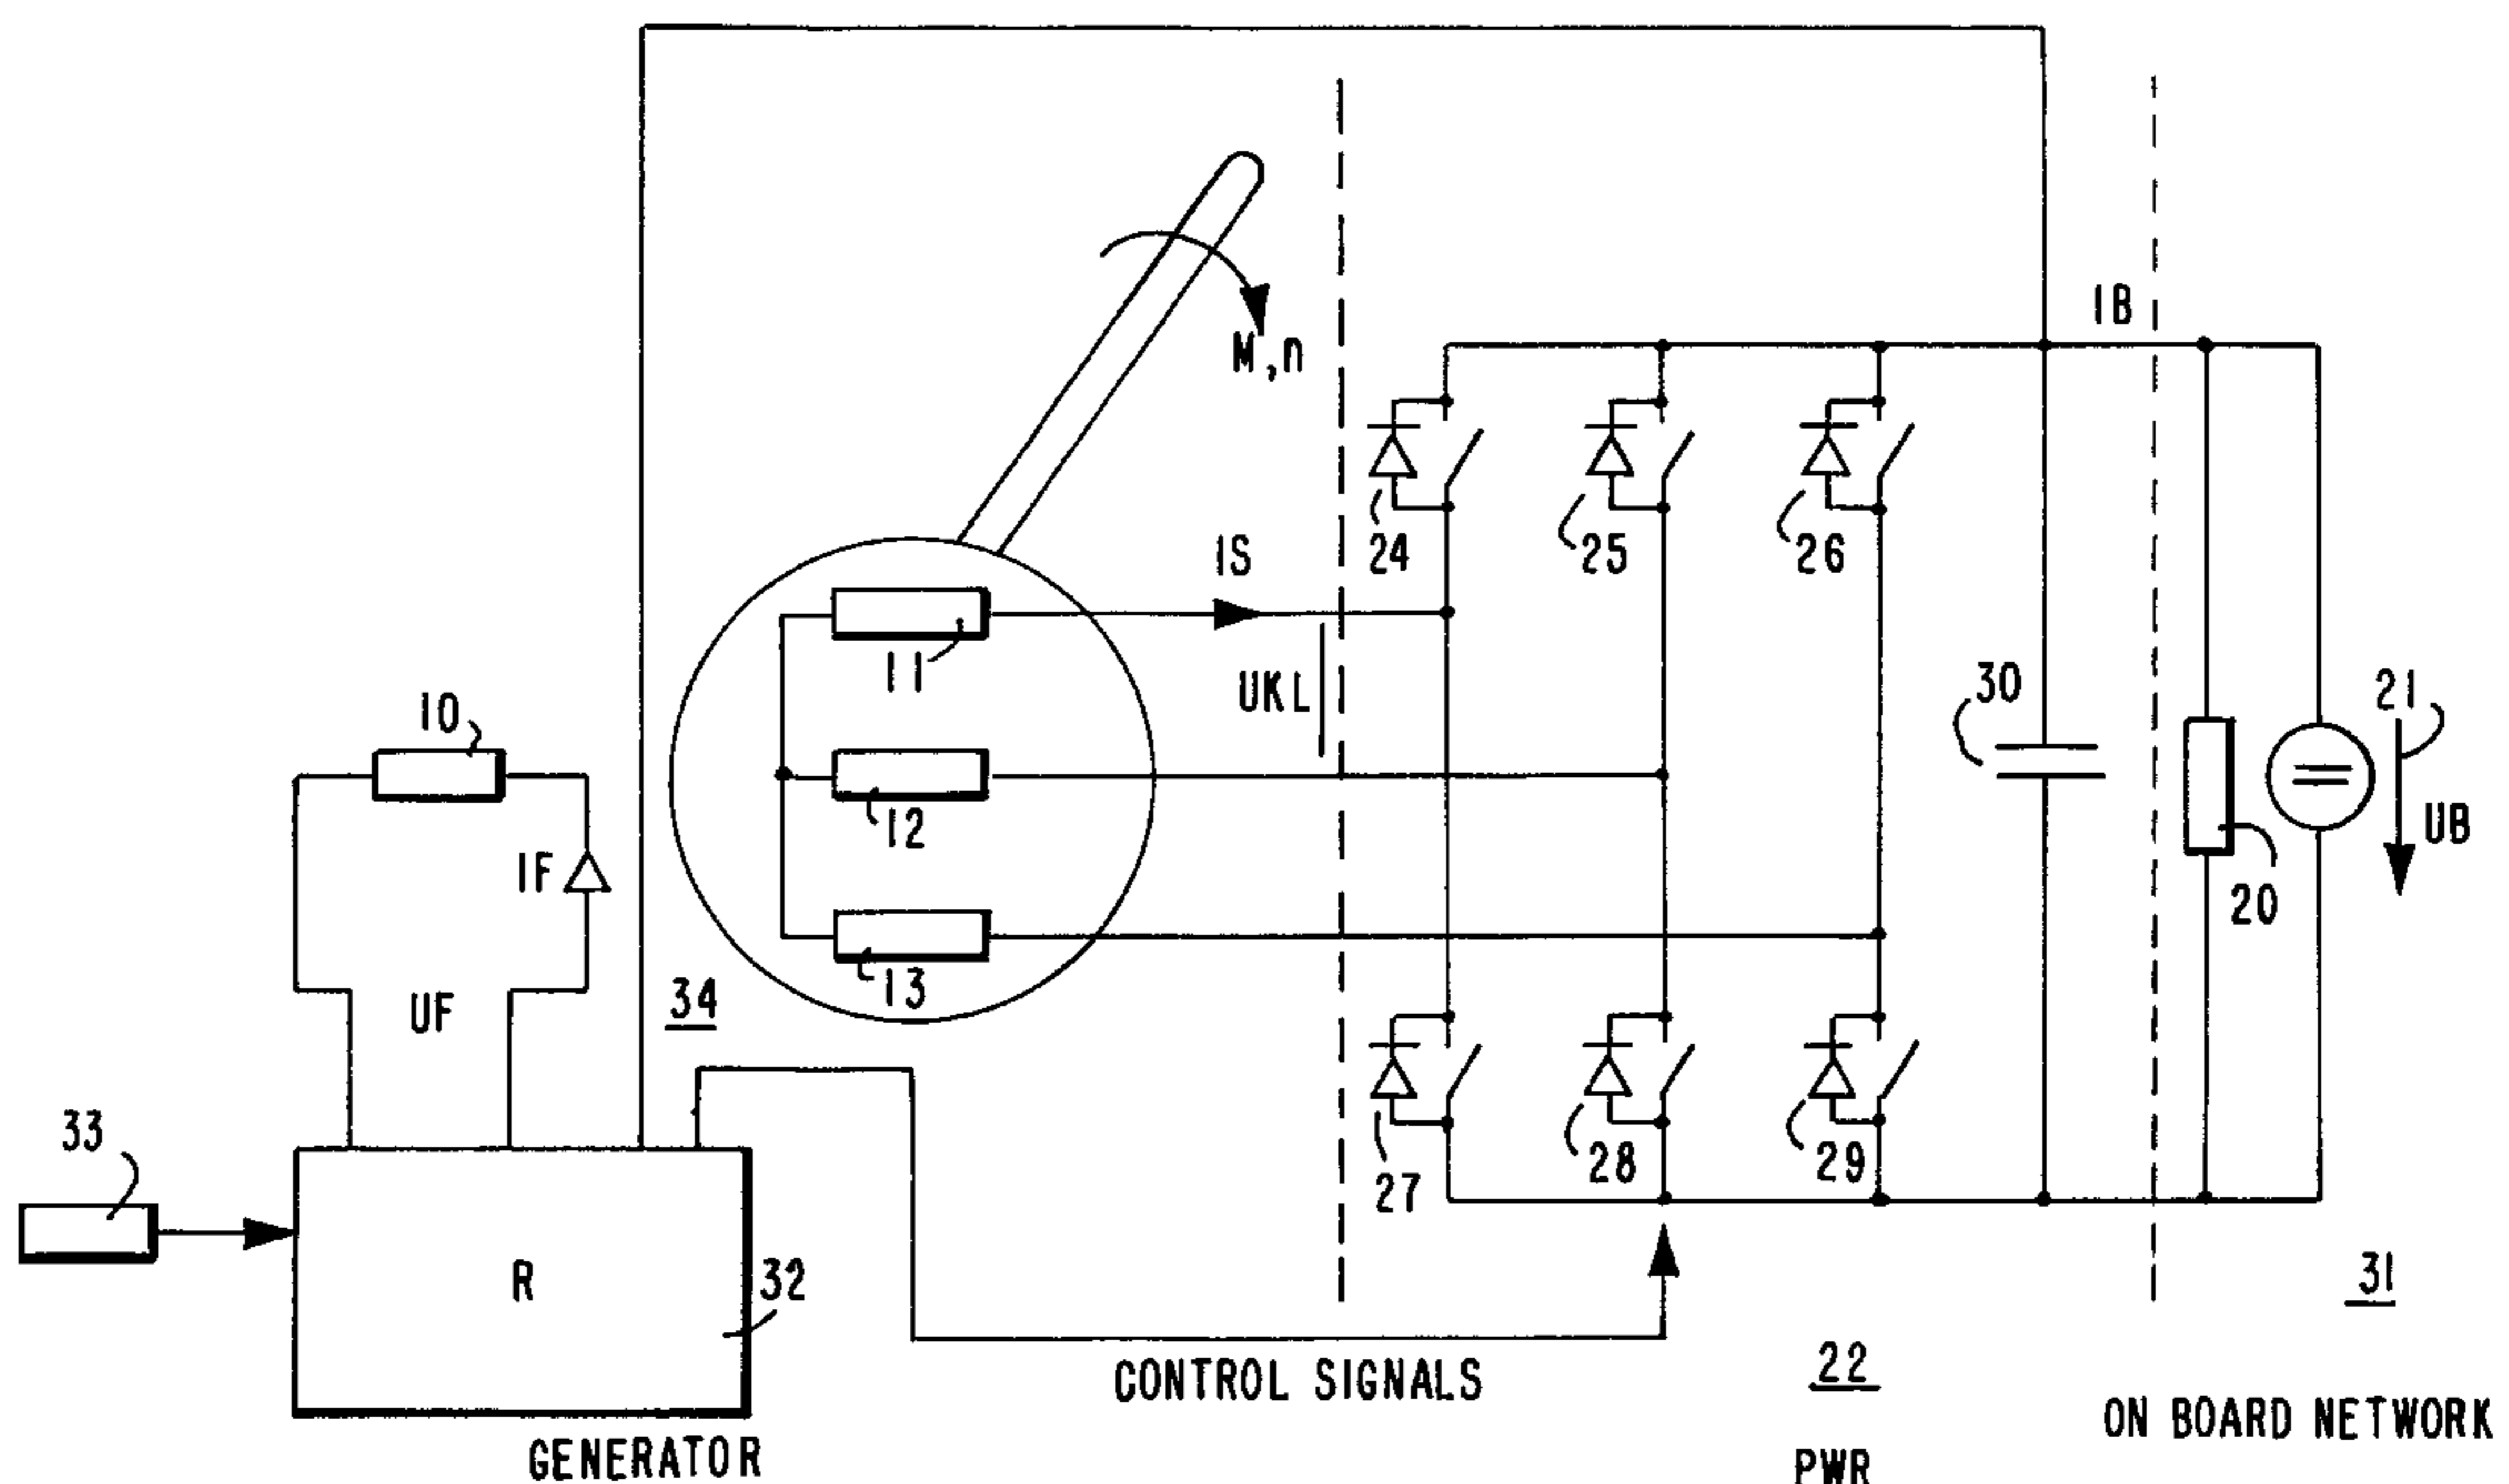 IB
M,n
24
25
26
IS
11
UKL
30
21
10
12
UB
IF
20
13
34
UF
33
27
28
29
R
32
31
22
CONTROL SIGNALS
ON BOARD NETWORK
GENERATOR
PWR